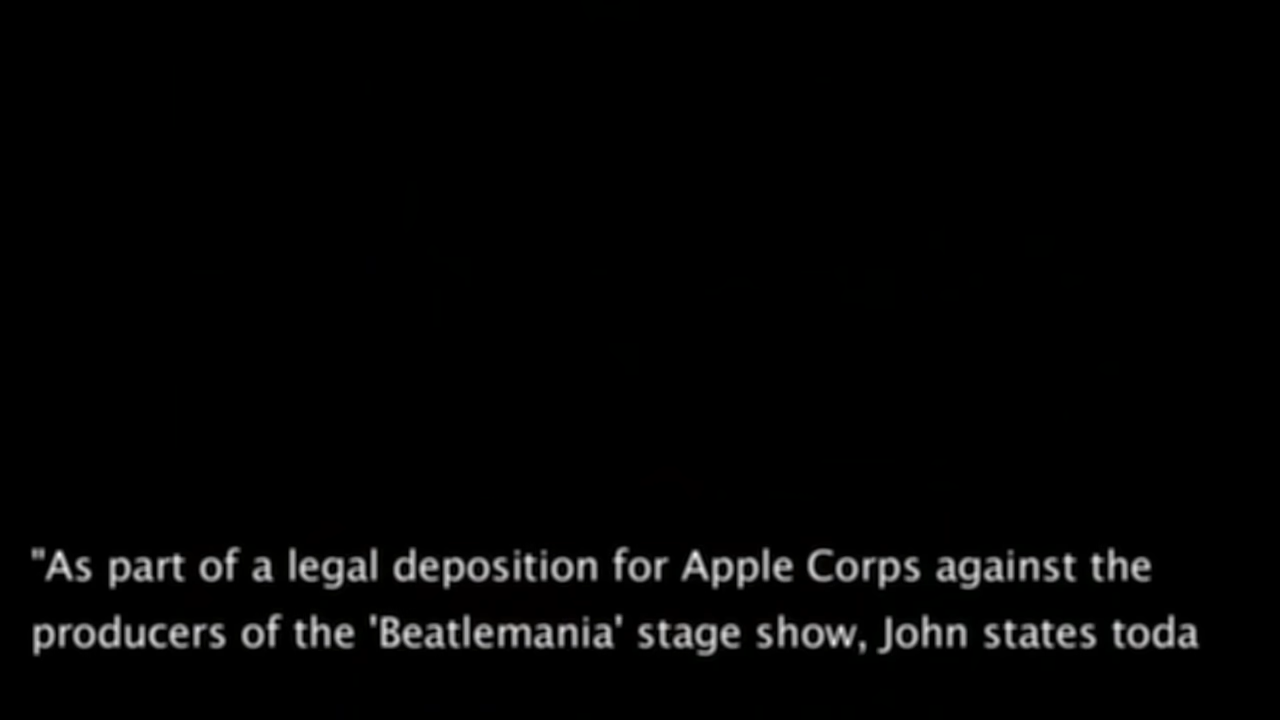 "As part of a legal deposition for Apple Corps against the
producers of the 'Beatlemania' stage show, John states toda